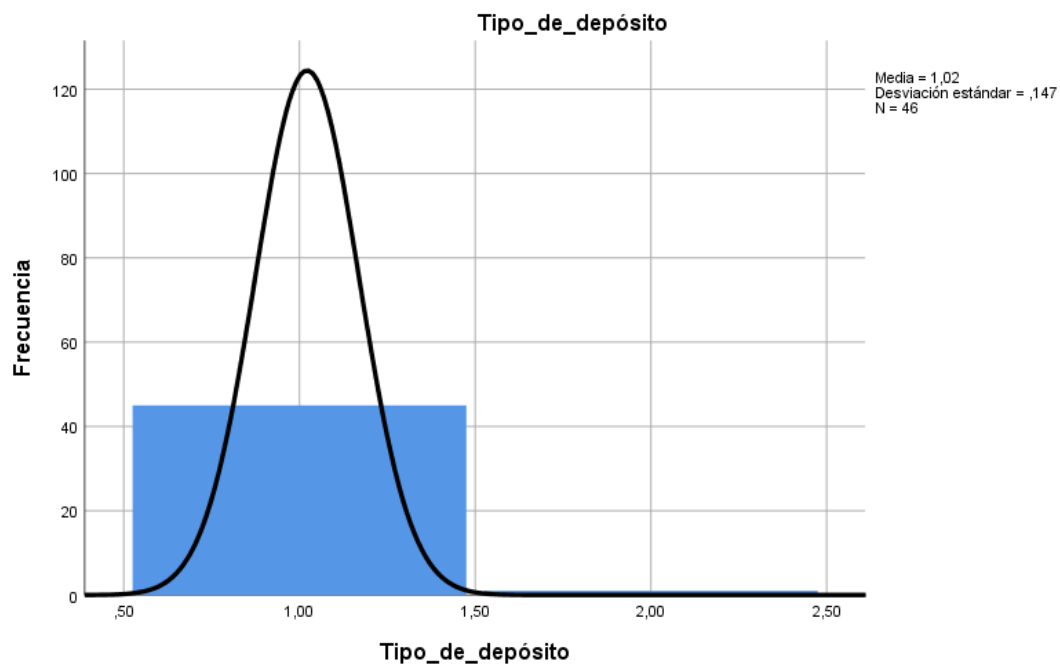 Tipo_de_depósito
Media = 1,02
Desviación estándar = ,147
N = 46
120
100
80
60
40
20
0
Frecuencia
,50
1,00
1,50
2,00
2,50
Tipo_de_depósito